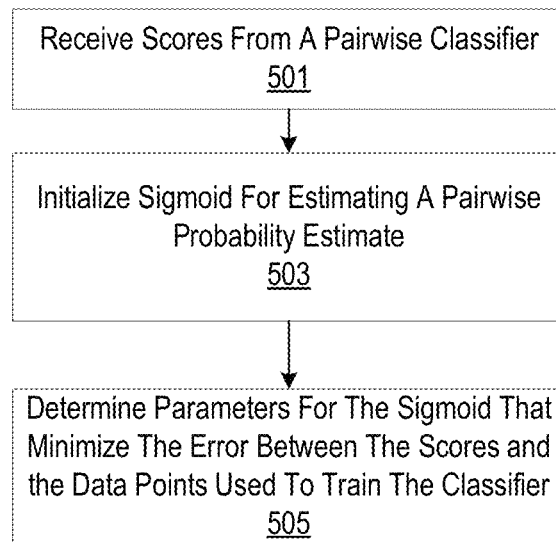 Receive Scores From A Pairwise Classifier
501
Initialize Sigmoid For Estimating A Pairwise
Probability Estimate
503
Determine Parameters For The Sigmoid That
Minimize The Error Between The Scores and
the Data Points Used To Train The Classifier
505